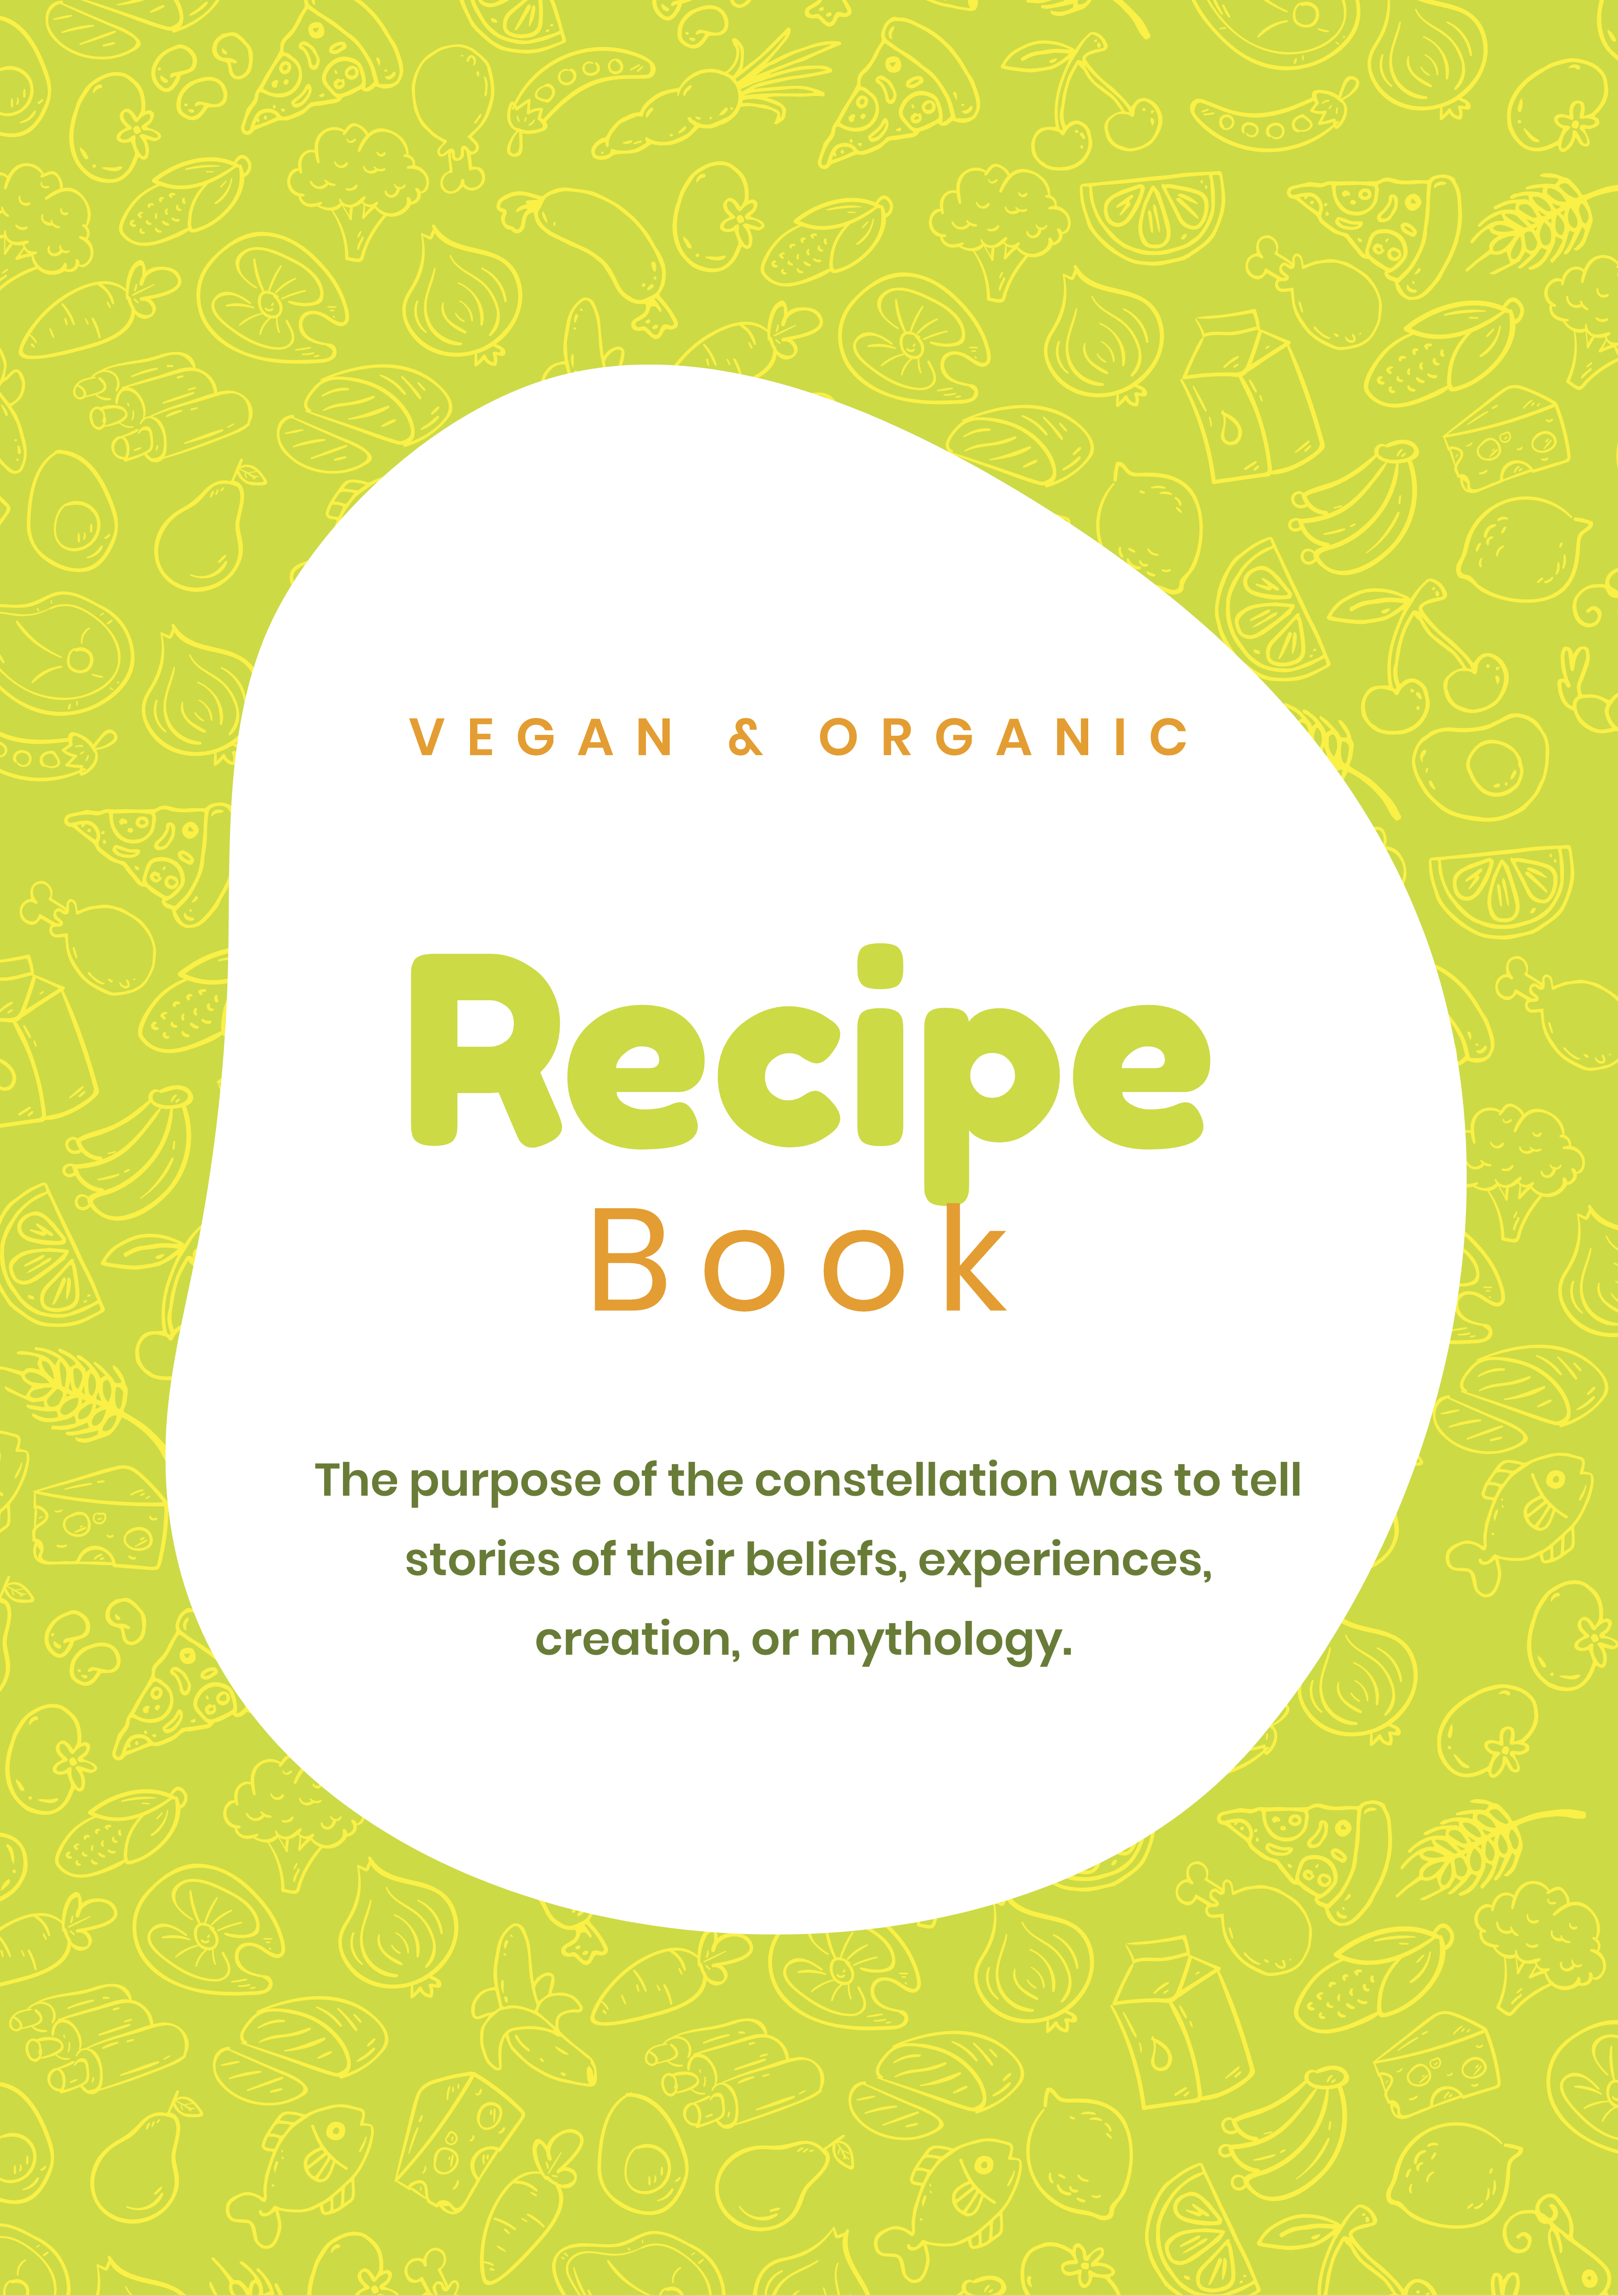 VEGAN & ORGANIC
Recipe
Book
The purpose of the constellation was to tell
stories of their beliefs, experiences,
creation, or mythology.